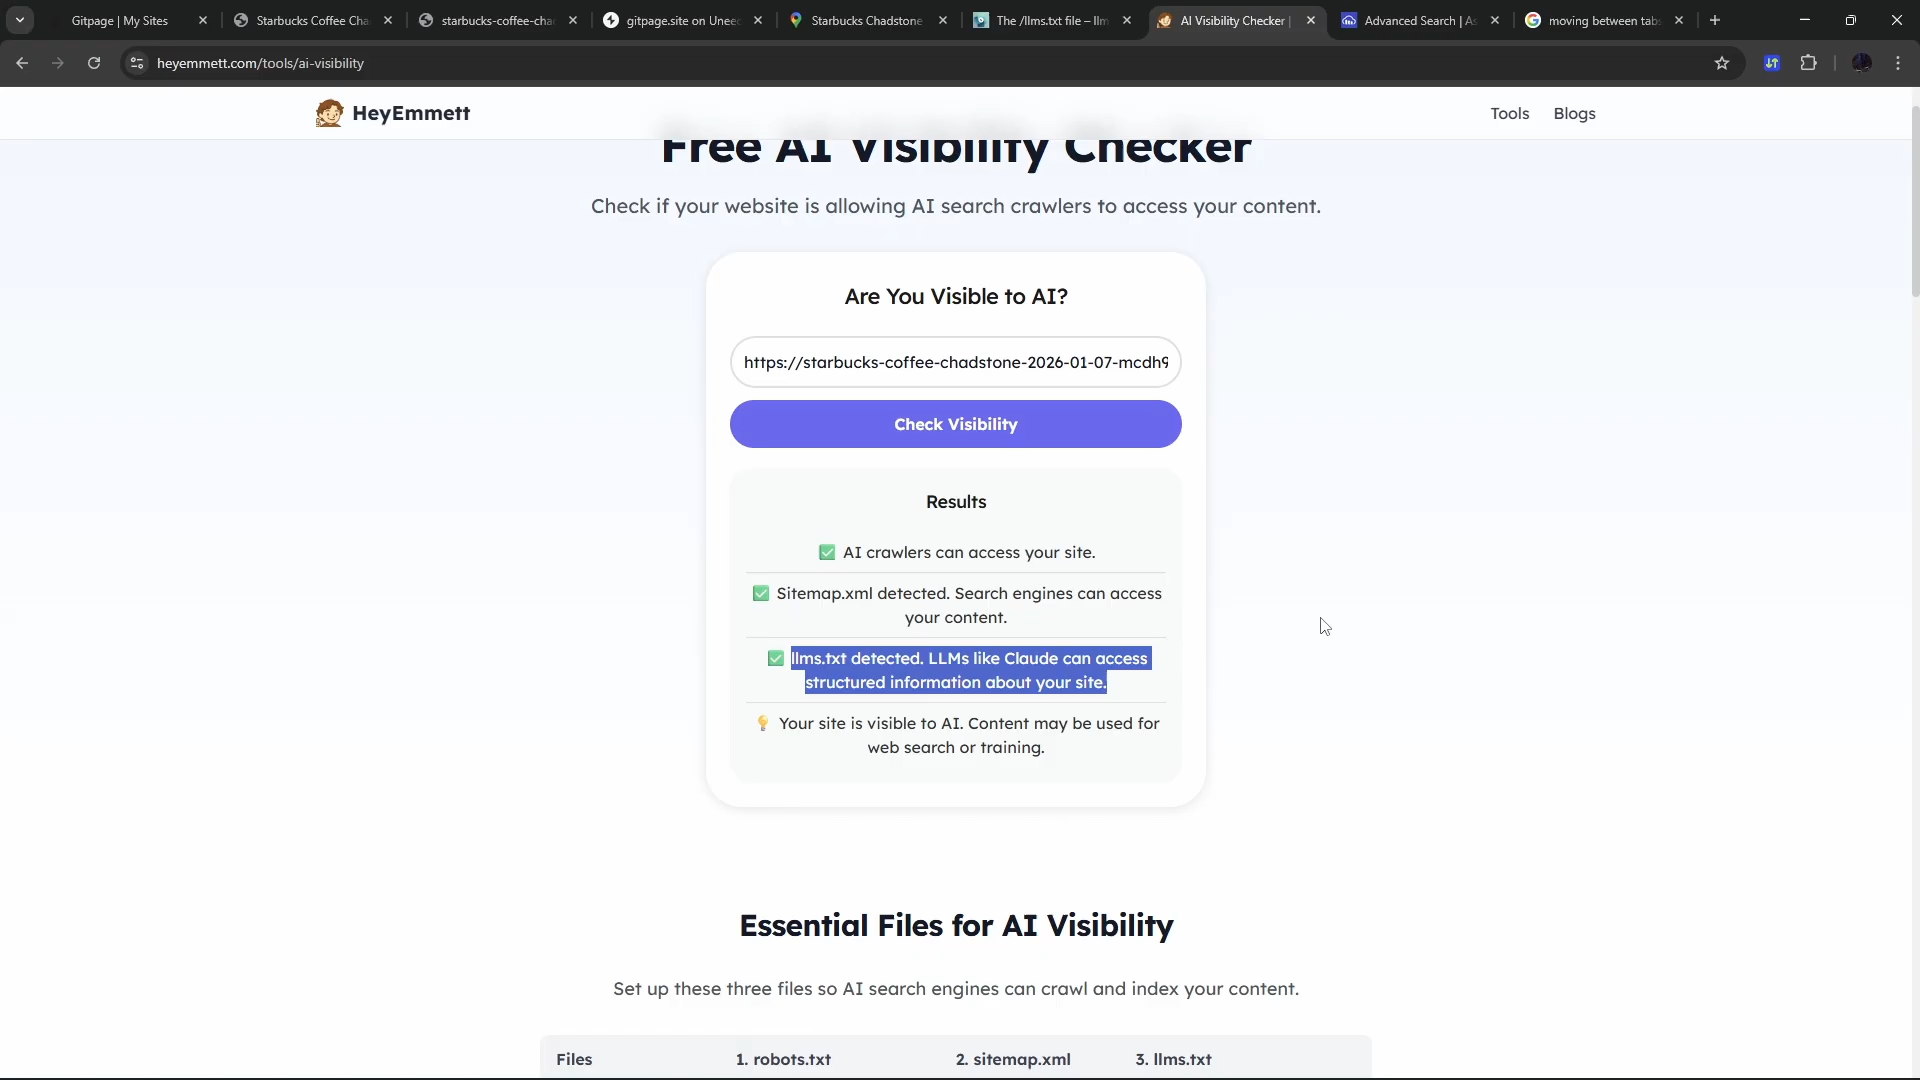 Gitpage | My Sites
Starbucks Coffee Cha
starbucks-coffee-cha
gitpage.site on Unee
Starbucks Chadstone
The /llms.txt file – llm
AI Visibility Checker |
Advanced Search | As
moving between tabs
heyemmett.com/tools/ai-visibility
HeyEmmett
Tools
Blogs
Free AI Visibility Checker
Check if your website is allowing AI search crawlers to access your content.
Are You Visible to AI?
https://starbucks-coffee-chadstone-2026-01-07-mcdh9
Check Visibility
Results
AI crawlers can access your site.
Sitemap.xml detected. Search engines can access
your content.
llms.txt detected. LLMs like Claude can access
structured information about your site.
Your site is visible to AI. Content may be used for
web search or training.
Essential Files for AI Visibility
Set up these three files so AI search engines can crawl and index your content.
Files 1. robots.txt 2. sitemap.xml 3. llms.txt